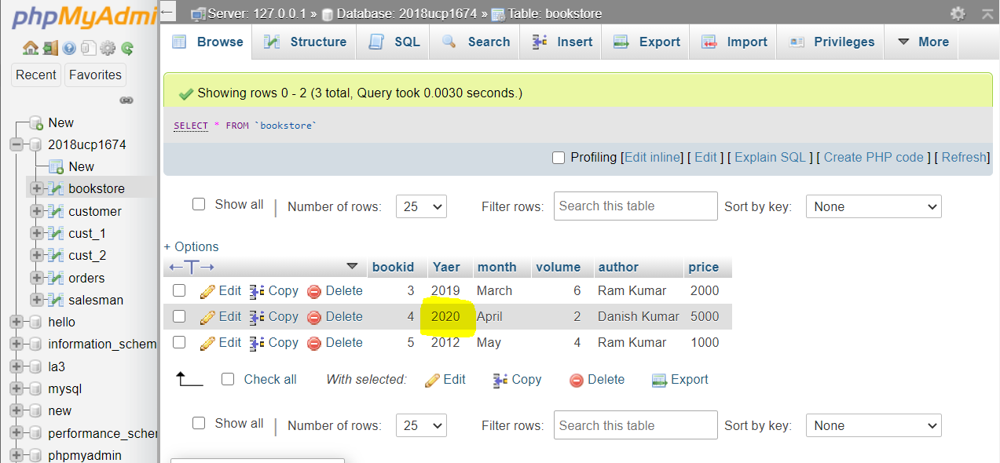 phpMyAdmi
Recent Favorites
New
2018ucp1674
New
bookstore
customer
cust_1
cust_2
orders
salesman
hello
information_schem
la3
mysql
new
performance_scher
phpmyadmin
Server: 127.0.0.1 » Database: 2018ucp1674 » Table: bookstore
Browse Structure SQL Search Insert Export Import Privileges More
Showing rows 0 - 2 (3 total, Query took 0.0030 seconds.)
SELECT * FROM `bookstore`
Profiling [Edit inline] [ Edit ] [ Explain SQL ] [ Create PHP code ] [ Refresh]
Show all | Number of rows: 25 Filter rows: Search this table Sort by key: None
+ Options
←T→ bookid Yaer month volume author price
Edit Copy Delete 3 2019 March 6 Ram Kumar 2000
Edit Copy Delete 4 2020 April 2 Danish Kumar 5000
Edit Copy Delete 5 2012 May 4 Ram Kumar 1000
Check all With selected: Edit Copy Delete Export
Show all | Number of rows: 25 Filter rows: Search this table Sort by key: None